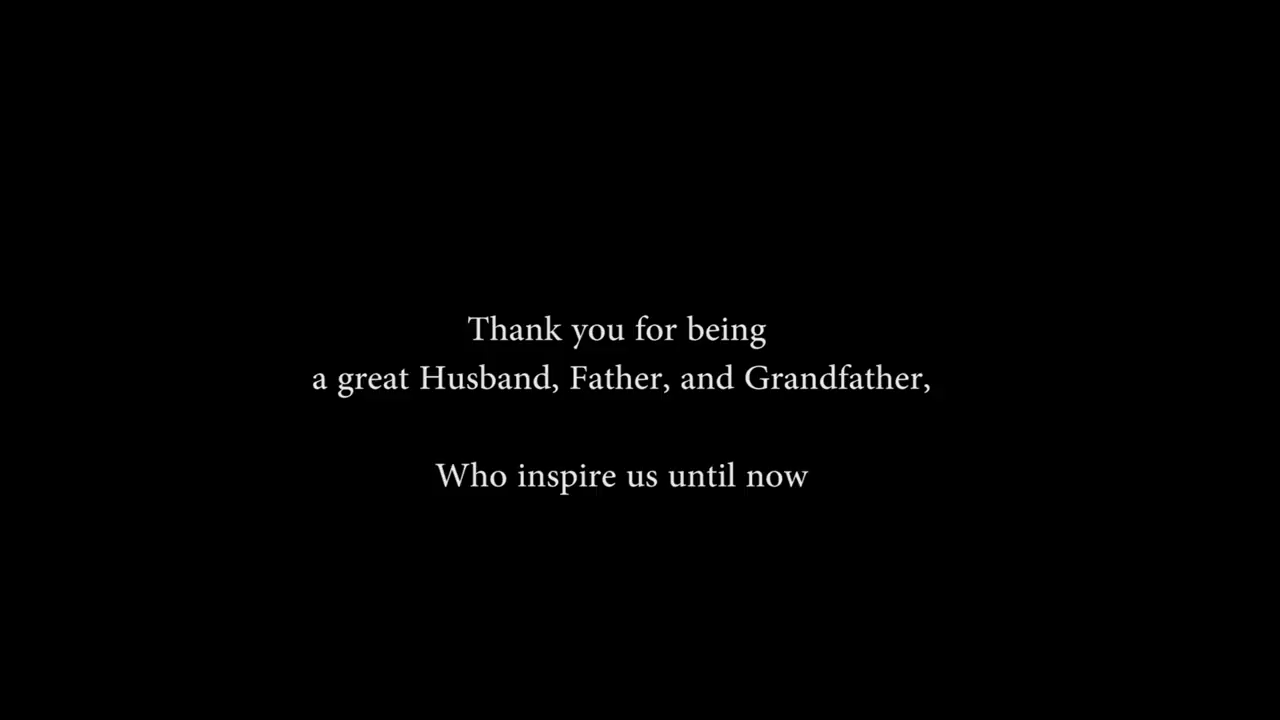 Thank you for being
a great Husband, Father, and Grandfather,
Who inspire us until now